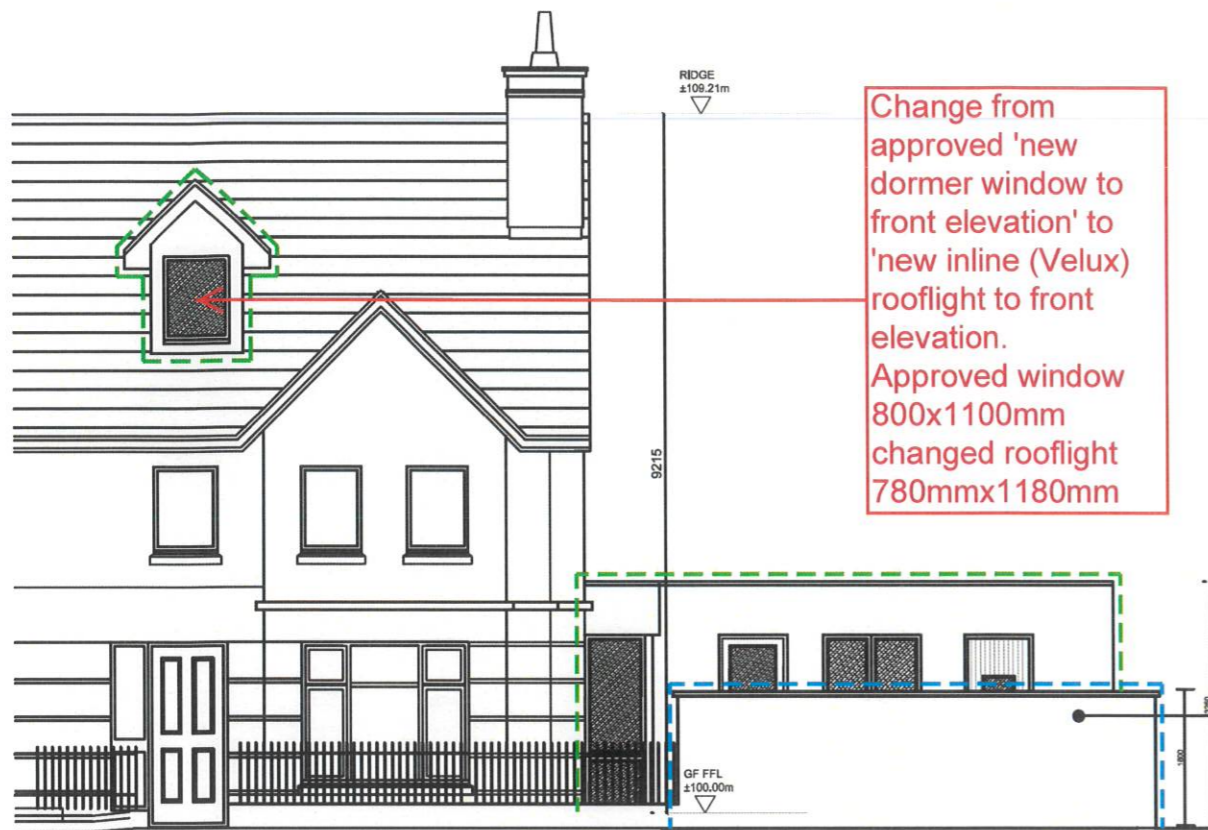 RIDGE
±109.21m
Change from
approved 'new
dormer window to
front elevation' to
'new inline (Velux)
rooflight to front
elevation.
Approved window
800x1100mm
changed rooflight
780mmx1180mm
9215
GF FFL
±100.00m
1800